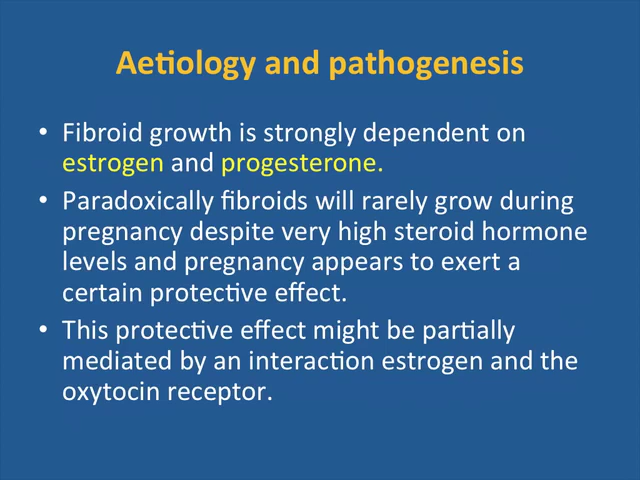 Aetiology and pathogenesis
• Fibroid growth is strongly dependent on
estrogen and progesterone.
• Paradoxically fibroids will rarely grow during
pregnancy despite very high steroid hormone
levels and pregnancy appears to exert a
certain protective effect.
• This protective effect might be partially
mediated by an interaction estrogen and the
oxytocin receptor.